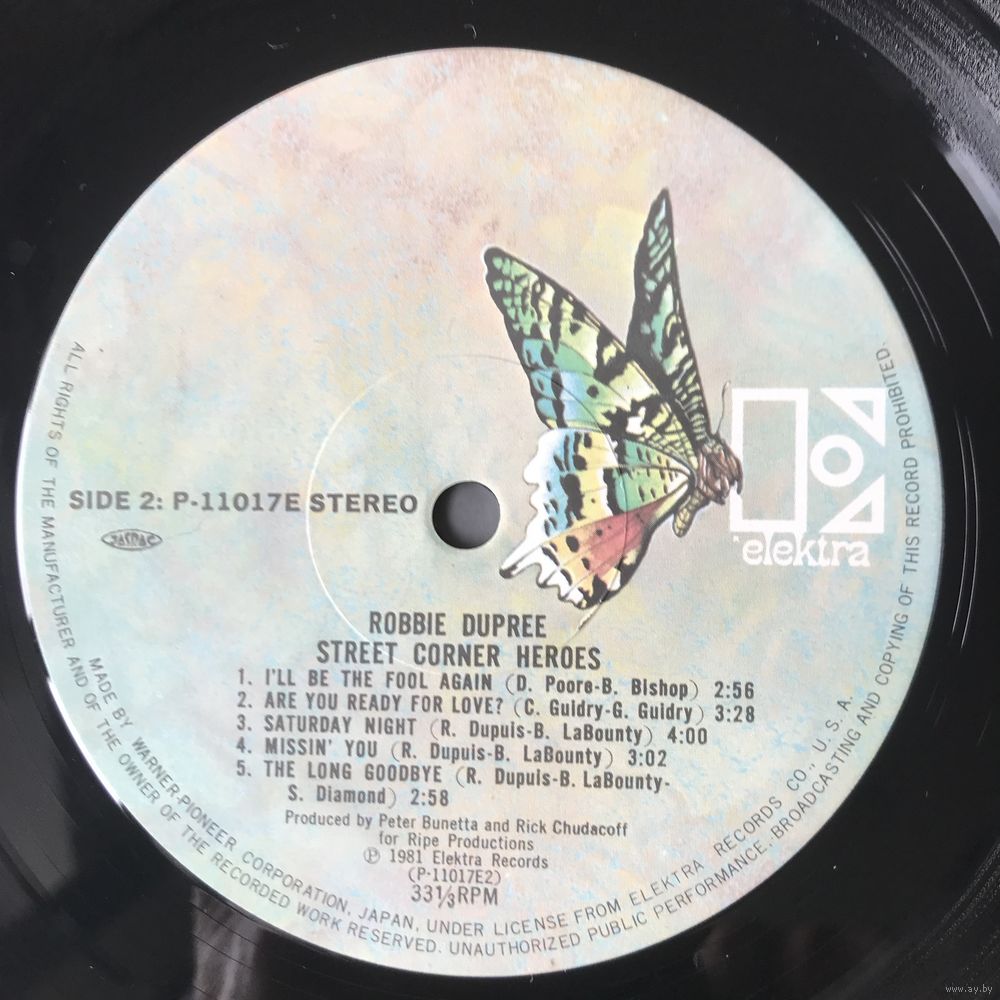 SIDE 2: P-11017E STEREO
JASRAC
elektra
ROBBIE DUPREE
STREET CORNER HEROES
1. I'LL BE THE FOOL AGAIN (D. Poore-B. Bishop) 2:56
2. ARE YOU READY FOR LOVE? (C. Guidry-G. Guidry) 3:28
3. SATURDAY NIGHT (R. Dupuis-B. LaBounty) 4:00
4. MISSIN' YOU (R. Dupuis-B. LaBounty) 3:02
5. THE LONG GOODBYE (R. Dupuis-B. LaBounty-
S. Diamond) 2:58
Produced by Peter Bunetta and Rick Chudacoff
for Ripe Productions
℗ 1981 Elektra Records
(P-11017E2)
33⅓RPM
MADE BY WARNER-PIONEER CORPORATION, JAPAN, UNDER LICENSE FROM ELEKTRA RECORDS CO., U. S. A.
ALL RIGHTS OF THE MANUFACTURER AND OF THE OWNER OF THE RECORDED WORK RESERVED. UNAUTHORIZED PUBLIC PERFORMANCE, BROADCASTING AND COPYING OF THIS RECORD PROHIBITED.
www.ay.by